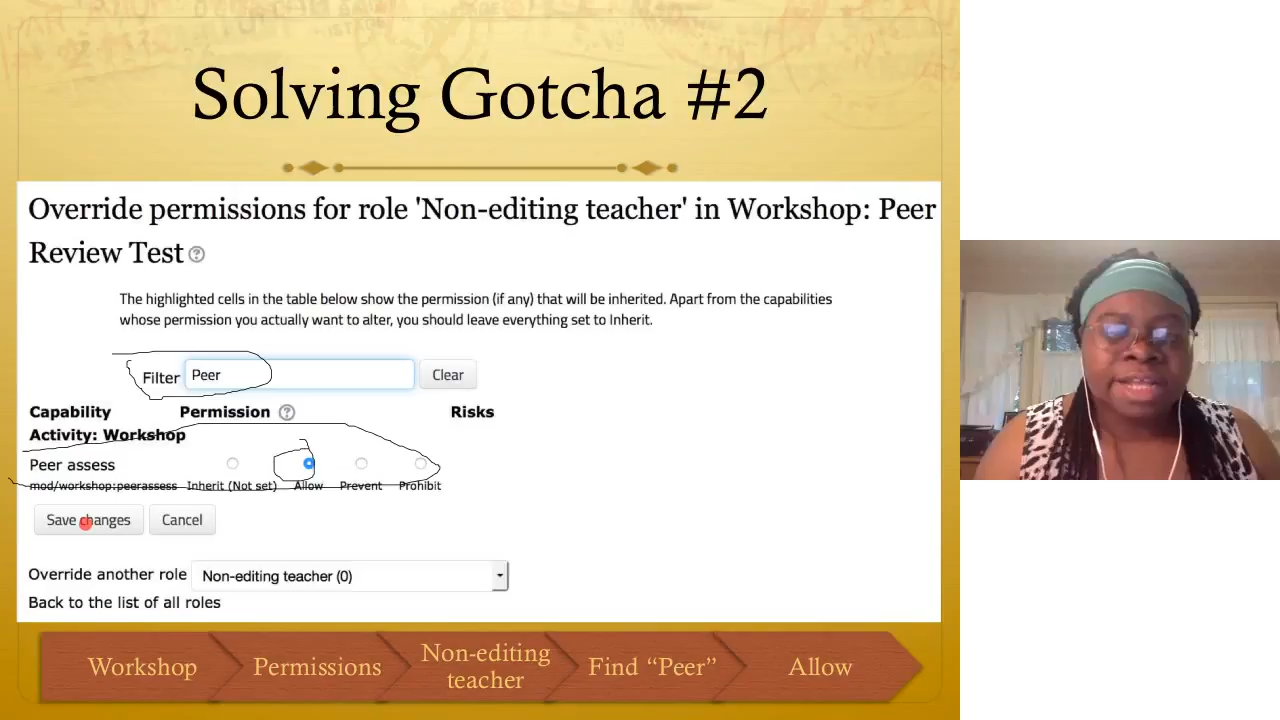 Solving Gotcha #2
Override permissions for role 'Non-editing teacher' in Workshop: Peer
Review Test
The highlighted cells in the table below show the permission (if any) that will be inherited. Apart from the capabilities
whose permission you actually want to alter, you should leave everything set to Inherit.
Filter Peer Clear
Capability Permission Risks
Activity: Workshop
Peer assess
mod/workshop:peerassess Inherit (Not set) Allow Prevent Prohibit
Save changes Cancel
Override another role Non-editing teacher (0)
Back to the list of all roles
Workshop Permissions Non-editing teacher Find “Peer” Allow